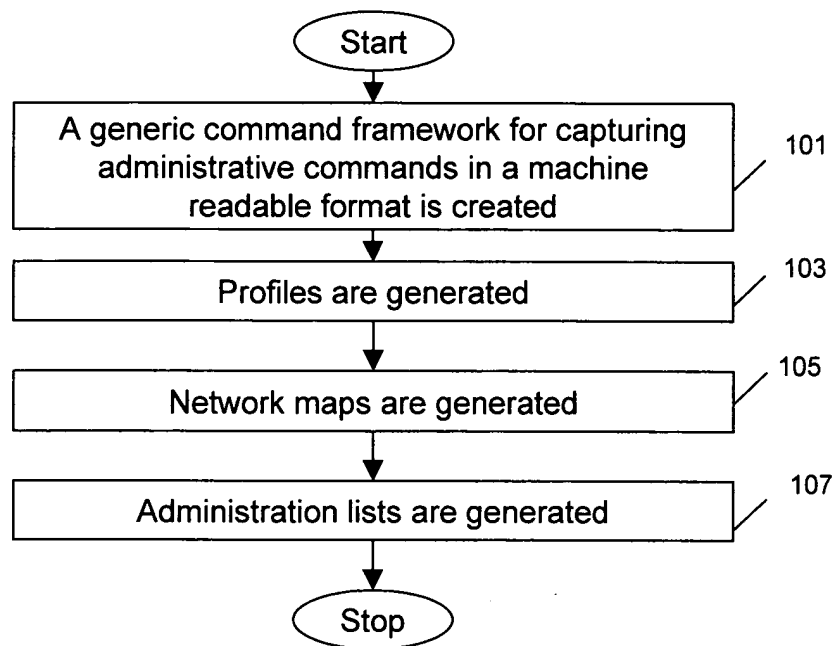 Start
A generic command framework for capturing
administrative commands in a machine
readable format is created
101
Profiles are generated
103
Network maps are generated
105
Administration lists are generated
107
Stop